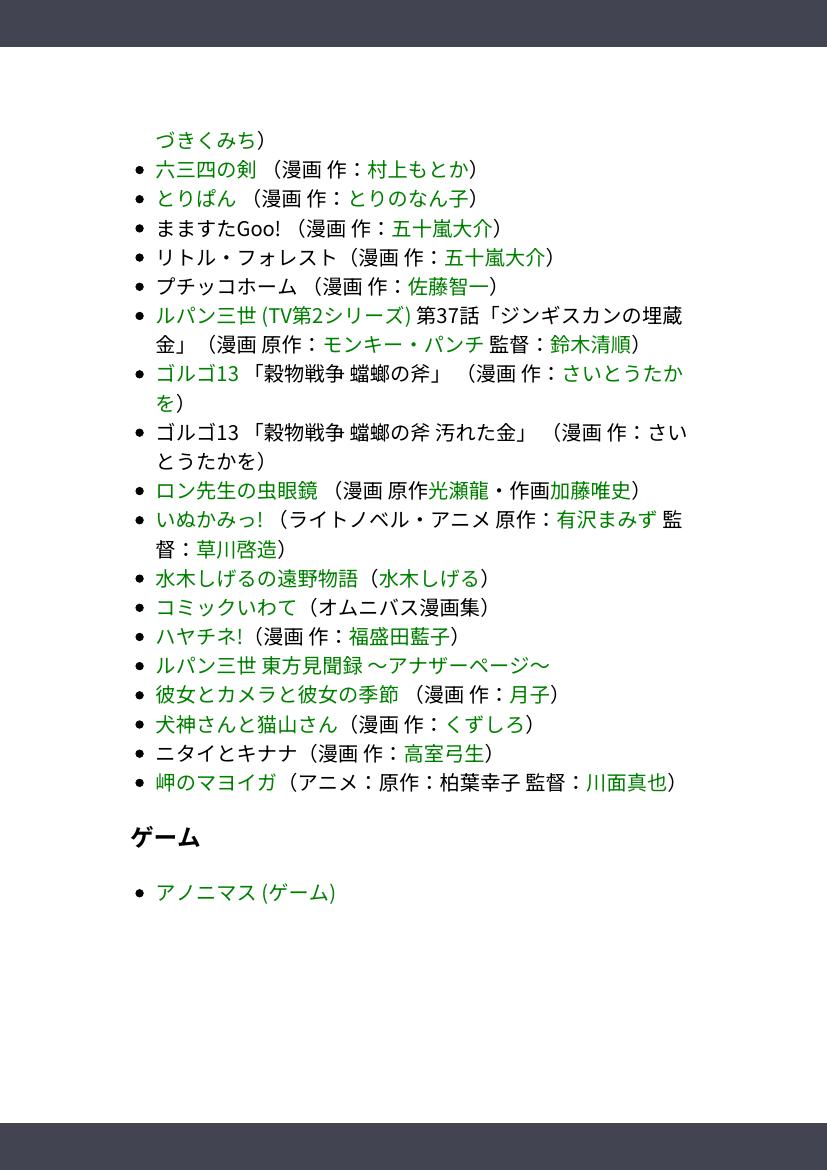 づきくみち）
● 六三四の剣 （漫画 作：村上もとか）
● とりぱん （漫画 作：とりのなん子）
● まますたGoo! （漫画 作：五十嵐大介）
● リトル・フォレスト（漫画 作：五十嵐大介）
● プチッコホーム （漫画 作：佐藤智一）
● ルパン三世 (TV第2シリーズ) 第37話「ジンギスカンの埋蔵
金」（漫画 原作：モンキー・パンチ 監督：鈴木清順）
● ゴルゴ13 「穀物戦争 蟷螂の斧」 （漫画 作：さいとうたか
を）
● ゴルゴ13 「穀物戦争 蟷螂の斧 汚れた金」 （漫画 作：さい
とうたかを）
● ロン先生の虫眼鏡 （漫画 原作光瀬龍・作画加藤唯史）
● いぬかみっ! （ライトノベル・アニメ 原作：有沢まみず 監
督：草川啓造）
● 水木しげるの遠野物語（水木しげる）
● コミックいわて（オムニバス漫画集）
● ハヤチネ!（漫画 作：福盛田藍子）
● ルパン三世 東方見聞録 〜アナザーページ〜
● 彼女とカメラと彼女の季節 （漫画 作：月子）
● 犬神さんと猫山さん（漫画 作：くずしろ）
● ニタイとキナナ（漫画 作：高室弓生）
● 岬のマヨイガ（アニメ：原作：柏葉幸子 監督：川面真也）
ゲーム
● アノニマス (ゲーム)